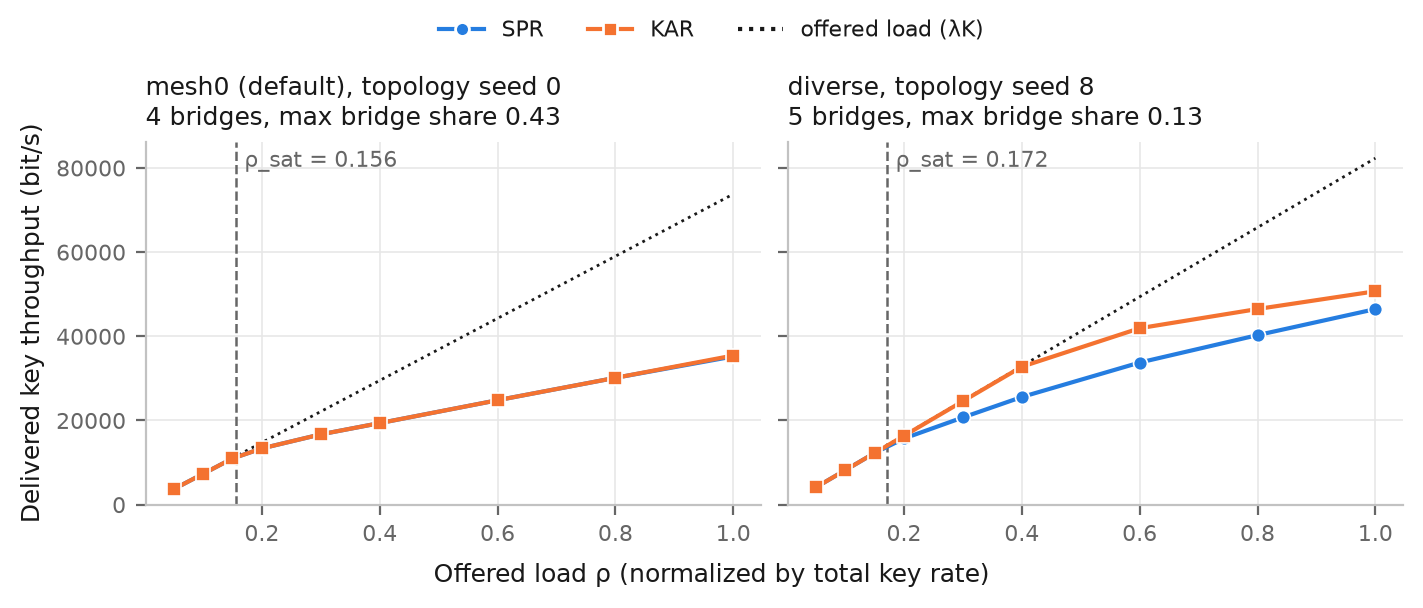 SPR KAR offered load (λK)
mesh0 (default), topology seed 0
4 bridges, max bridge share 0.43
diverse, topology seed 8
5 bridges, max bridge share 0.13
Delivered key throughput (bit/s)
80000
60000
40000
20000
0
ρ_sat = 0.156
ρ_sat = 0.172
0.2 0.4 0.6 0.8 1.0
0.2 0.4 0.6 0.8 1.0
Offered load ρ (normalized by total key rate)